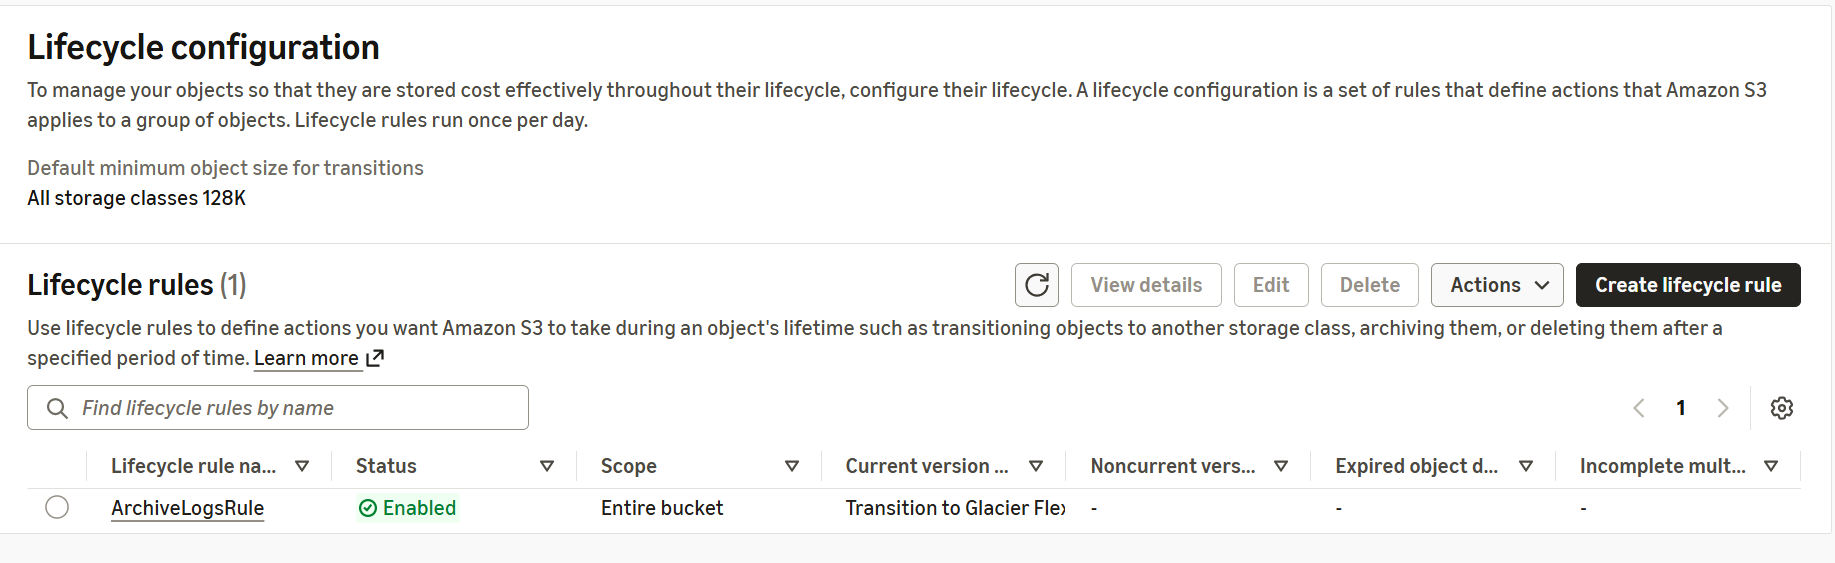 Lifecycle configuration
To manage your objects so that they are stored cost effectively throughout their lifecycle, configure their lifecycle. A lifecycle configuration is a set of rules that define actions that Amazon S3
applies to a group of objects. Lifecycle rules run once per day.
Default minimum object size for transitions
All storage classes 128K
Lifecycle rules (1)
View details
Edit
Delete
Actions
Create lifecycle rule
Use lifecycle rules to define actions you want Amazon S3 to take during an object's lifetime such as transitioning objects to another storage class, archiving them, or deleting them after a
specified period of time. Learn more
Find lifecycle rules by name
1
Lifecycle rule na... Status Scope Current version ... Noncurrent vers... Expired object d... Incomplete mult...
ArchiveLogsRule Enabled Entire bucket Transition to Glacier Flex - - -